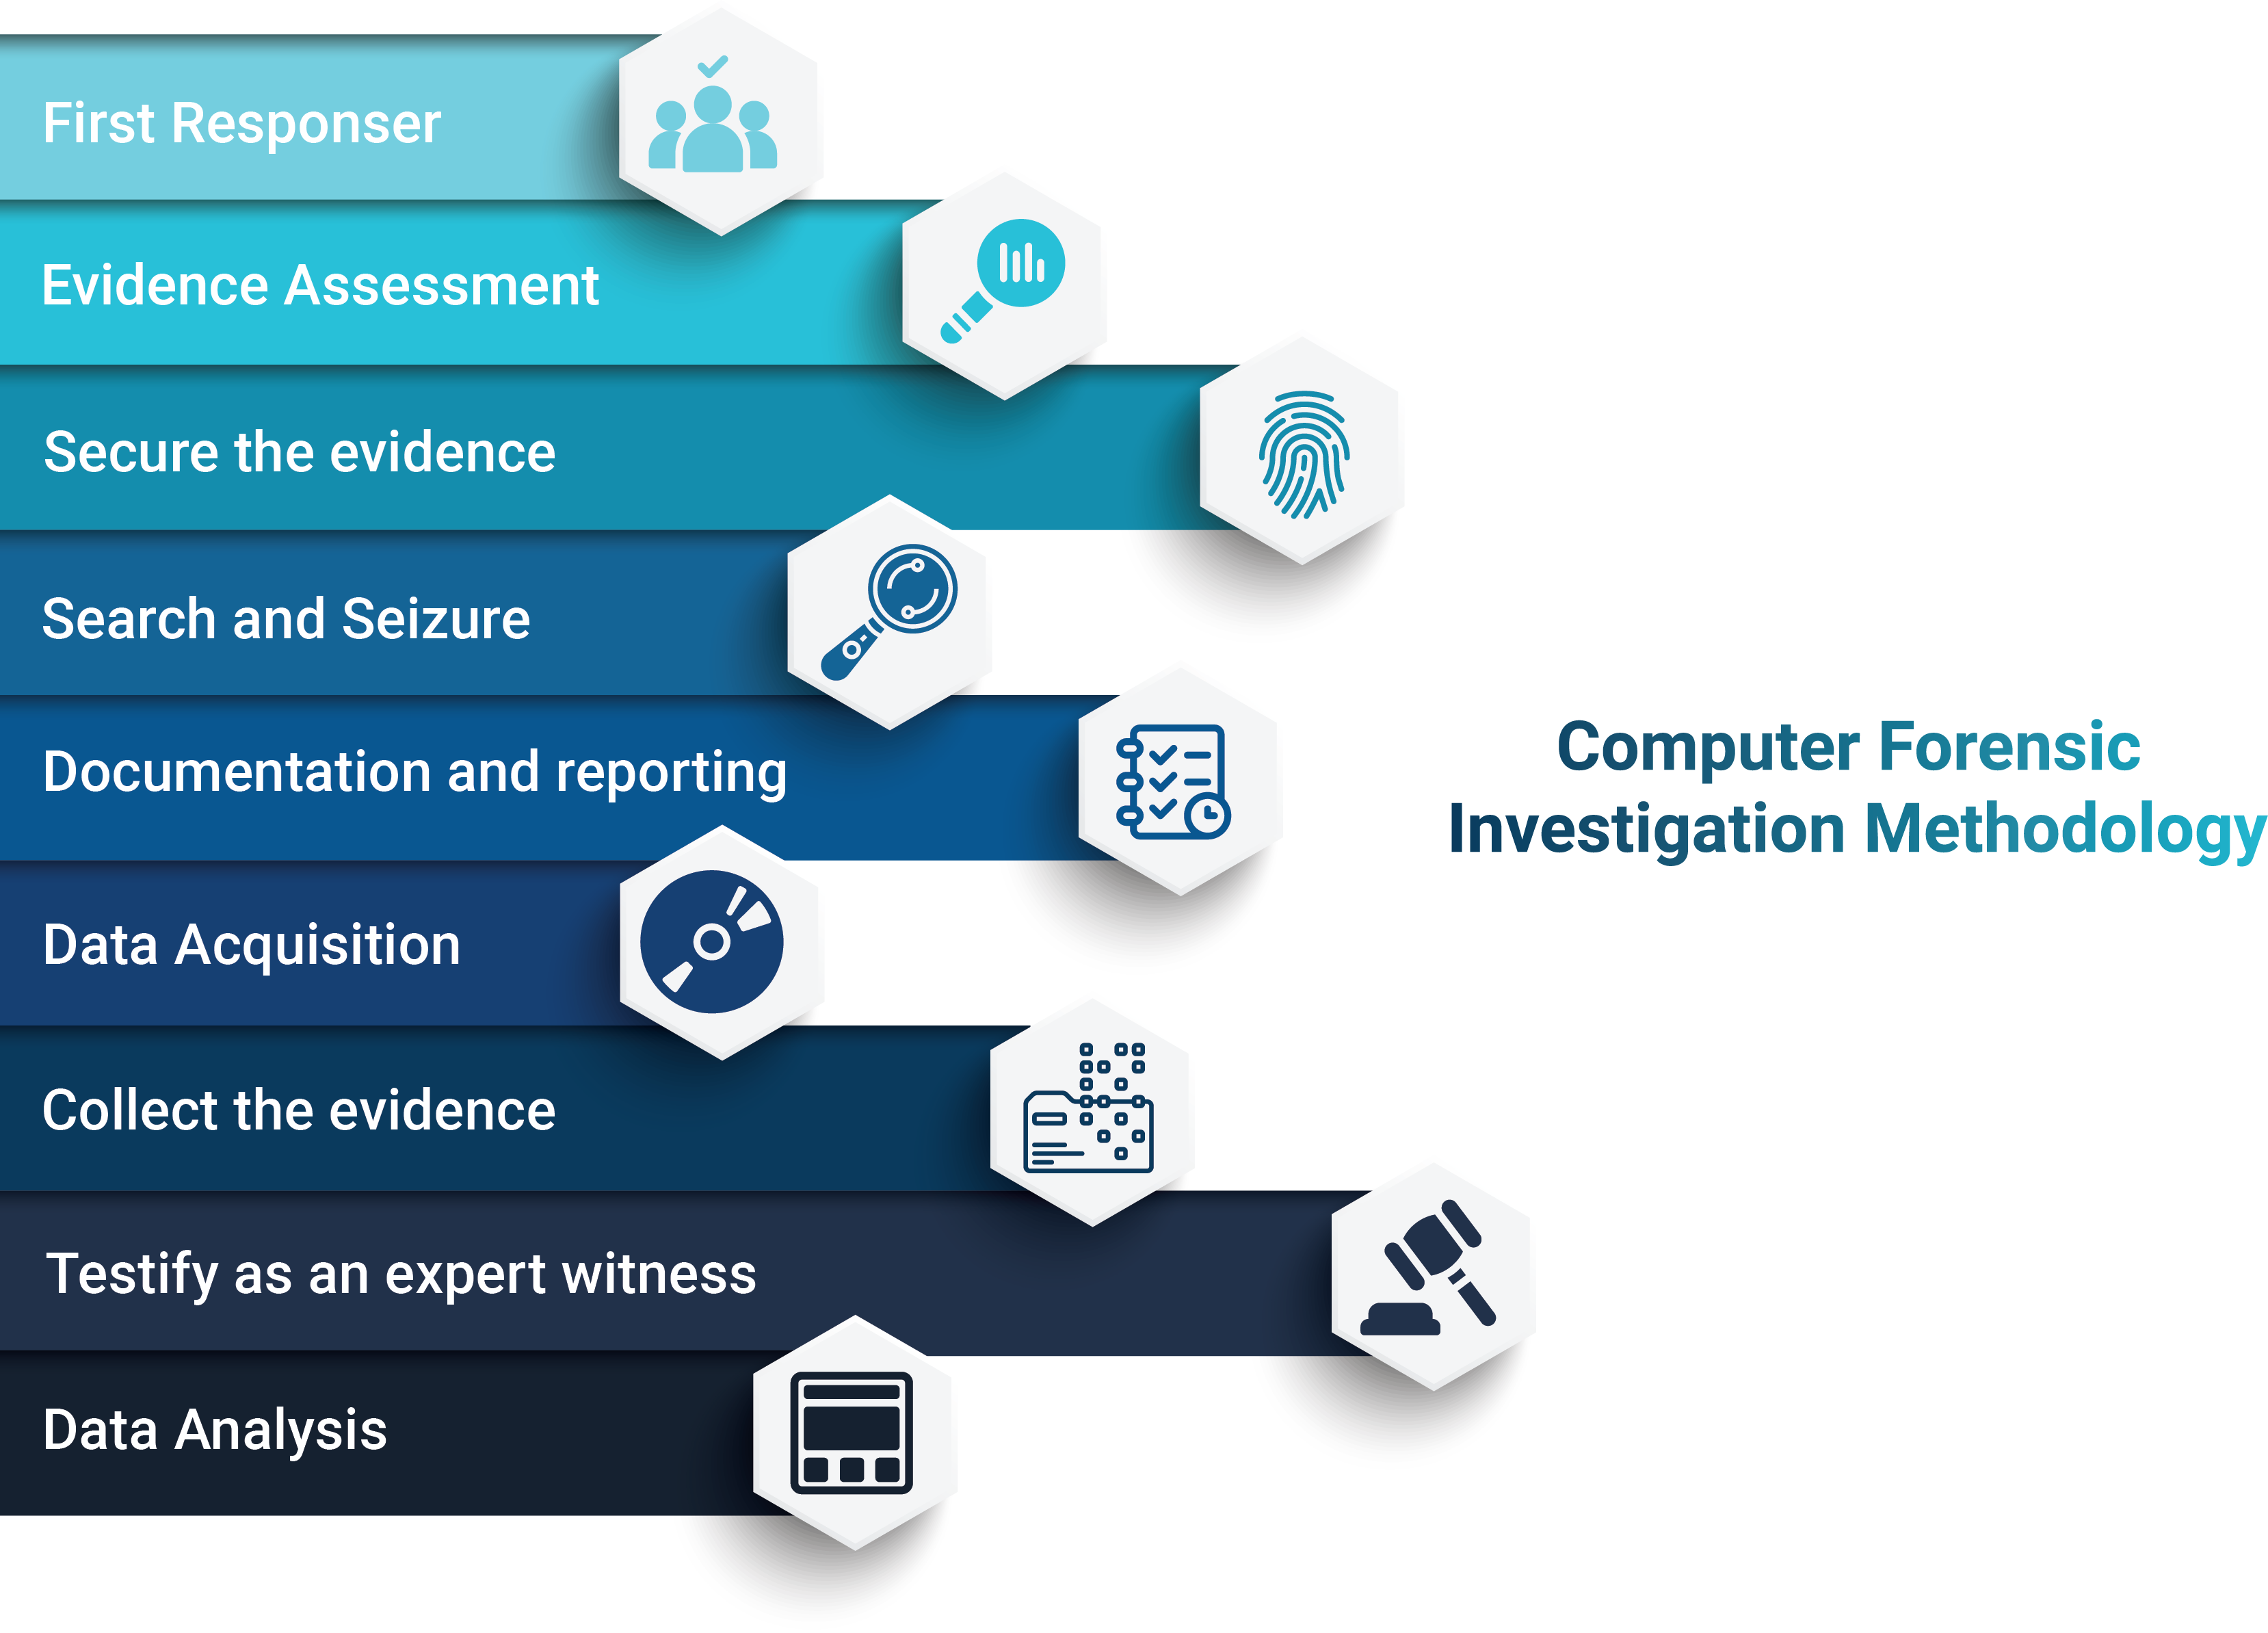 First Responser
Evidence Assessment
Secure the evidence
Search and Seizure
Documentation and reporting
Data Acquisition
Collect the evidence
Testify as an expert witness
Data Analysis
Computer Forensic
Investigation Methodology